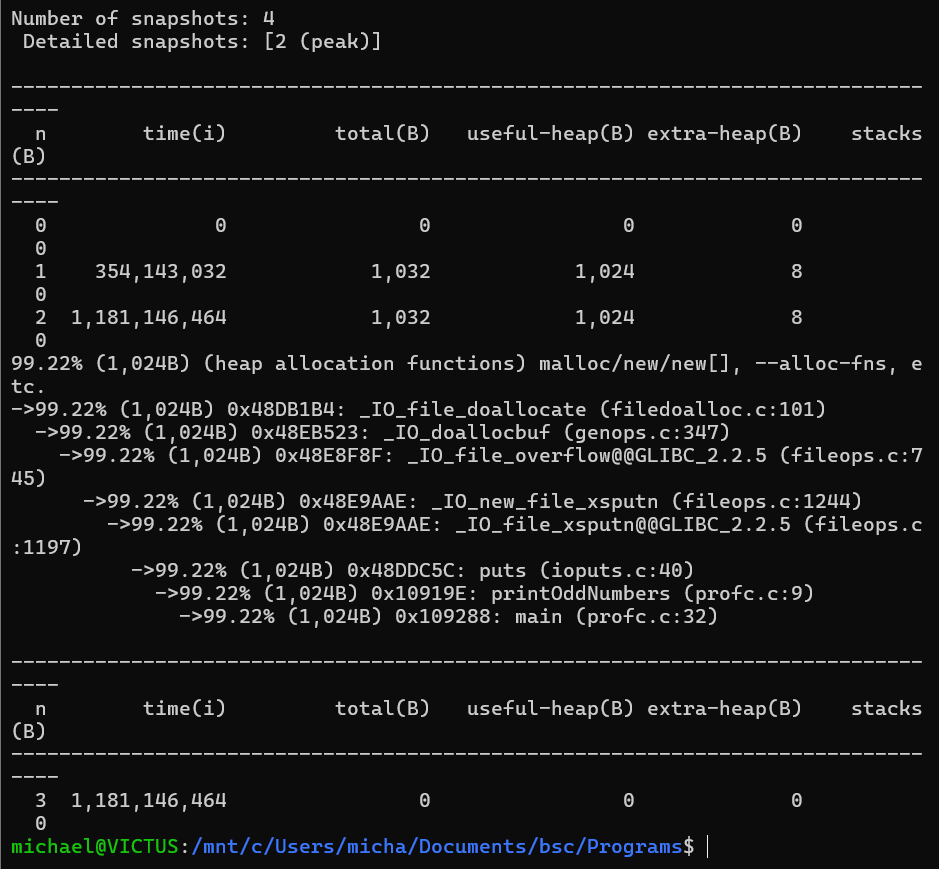 Number of snapshots: 4
 Detailed snapshots: [2 (peak)]
----------------------------------------------------------------------------
----
  n        time(i)         total(B)   useful-heap(B) extra-heap(B)    stacks
(B)
----------------------------------------------------------------------------
----
  0              0                0                0             0
  0
  1    354,143,032            1,032            1,024             8
  0
  2  1,181,146,464            1,032            1,024             8
  0
99.22% (1,024B) (heap allocation functions) malloc/new/new[], --alloc-fns, e
tc.
->99.22% (1,024B) 0x48DB1B4: _IO_file_doallocate (filedoalloc.c:101)
  ->99.22% (1,024B) 0x48EB523: _IO_doallocbuf (genops.c:347)
    ->99.22% (1,024B) 0x48E8F8F: _IO_file_overflow@@GLIBC_2.2.5 (fileops.c:7
45)
      ->99.22% (1,024B) 0x48E9AAE: _IO_new_file_xsputn (fileops.c:1244)
        ->99.22% (1,024B) 0x48E9AAE: _IO_file_xsputn@@GLIBC_2.2.5 (fileops.c
:1197)
          ->99.22% (1,024B) 0x48DDC5C: puts (ioputs.c:40)
            ->99.22% (1,024B) 0x10919E: printOddNumbers (profc.c:9)
              ->99.22% (1,024B) 0x109288: main (profc.c:32)
----------------------------------------------------------------------------
----
  n        time(i)         total(B)   useful-heap(B) extra-heap(B)    stacks
(B)
----------------------------------------------------------------------------
----
  3  1,181,146,464                0                0             0
  0
michael@VICTUS:/mnt/c/Users/micha/Documents/bsc/Programs$